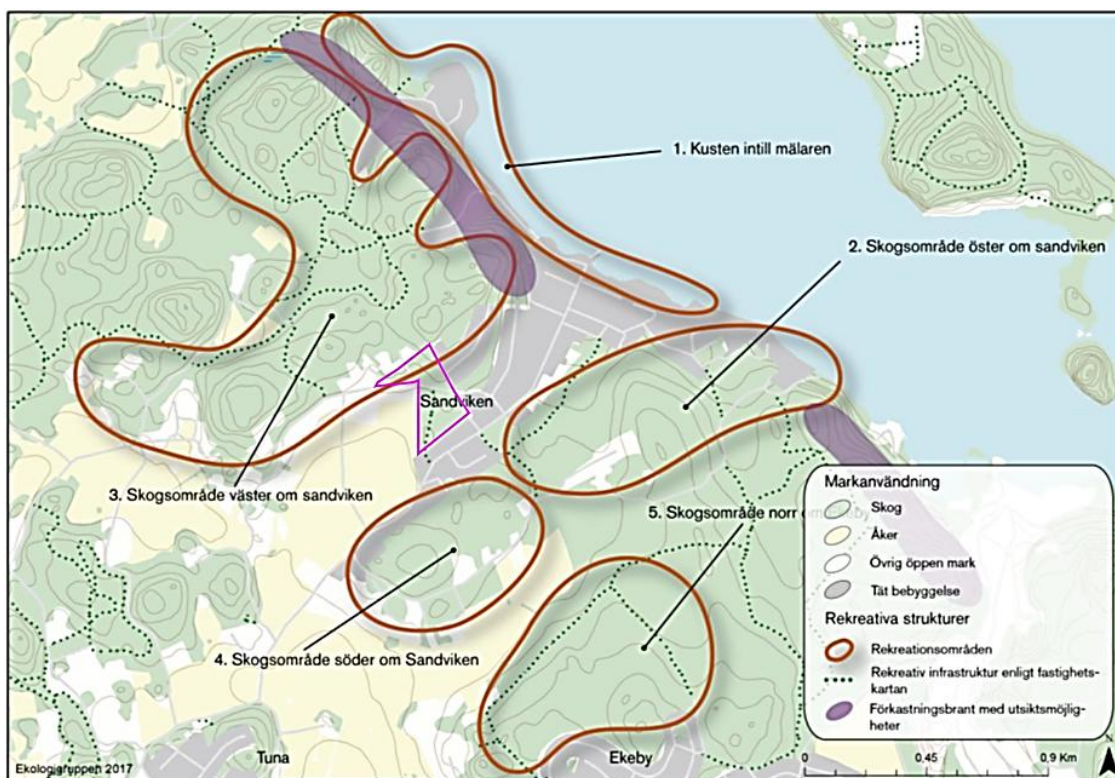 1. Kusten intill mälaren
2. Skogsområde öster om sandviken
Sandviken
3. Skogsområde väster om sandviken
5. Skogsområde norr om Ekeby
4. Skogsområde söder om Sandviken
Markanvändning
Skog
Åker
Övrig öppen mark
Tät bebyggelse
Rekreativa strukturer
Rekreationsområden
Rekreativ infrastruktur enligt fastighets-
kartan
Förkastningsbrant med utsiktsmöjlig-
heter
Tuna
Ekeby
Ekologigruppen 2017
0 0,45 0,9 Km